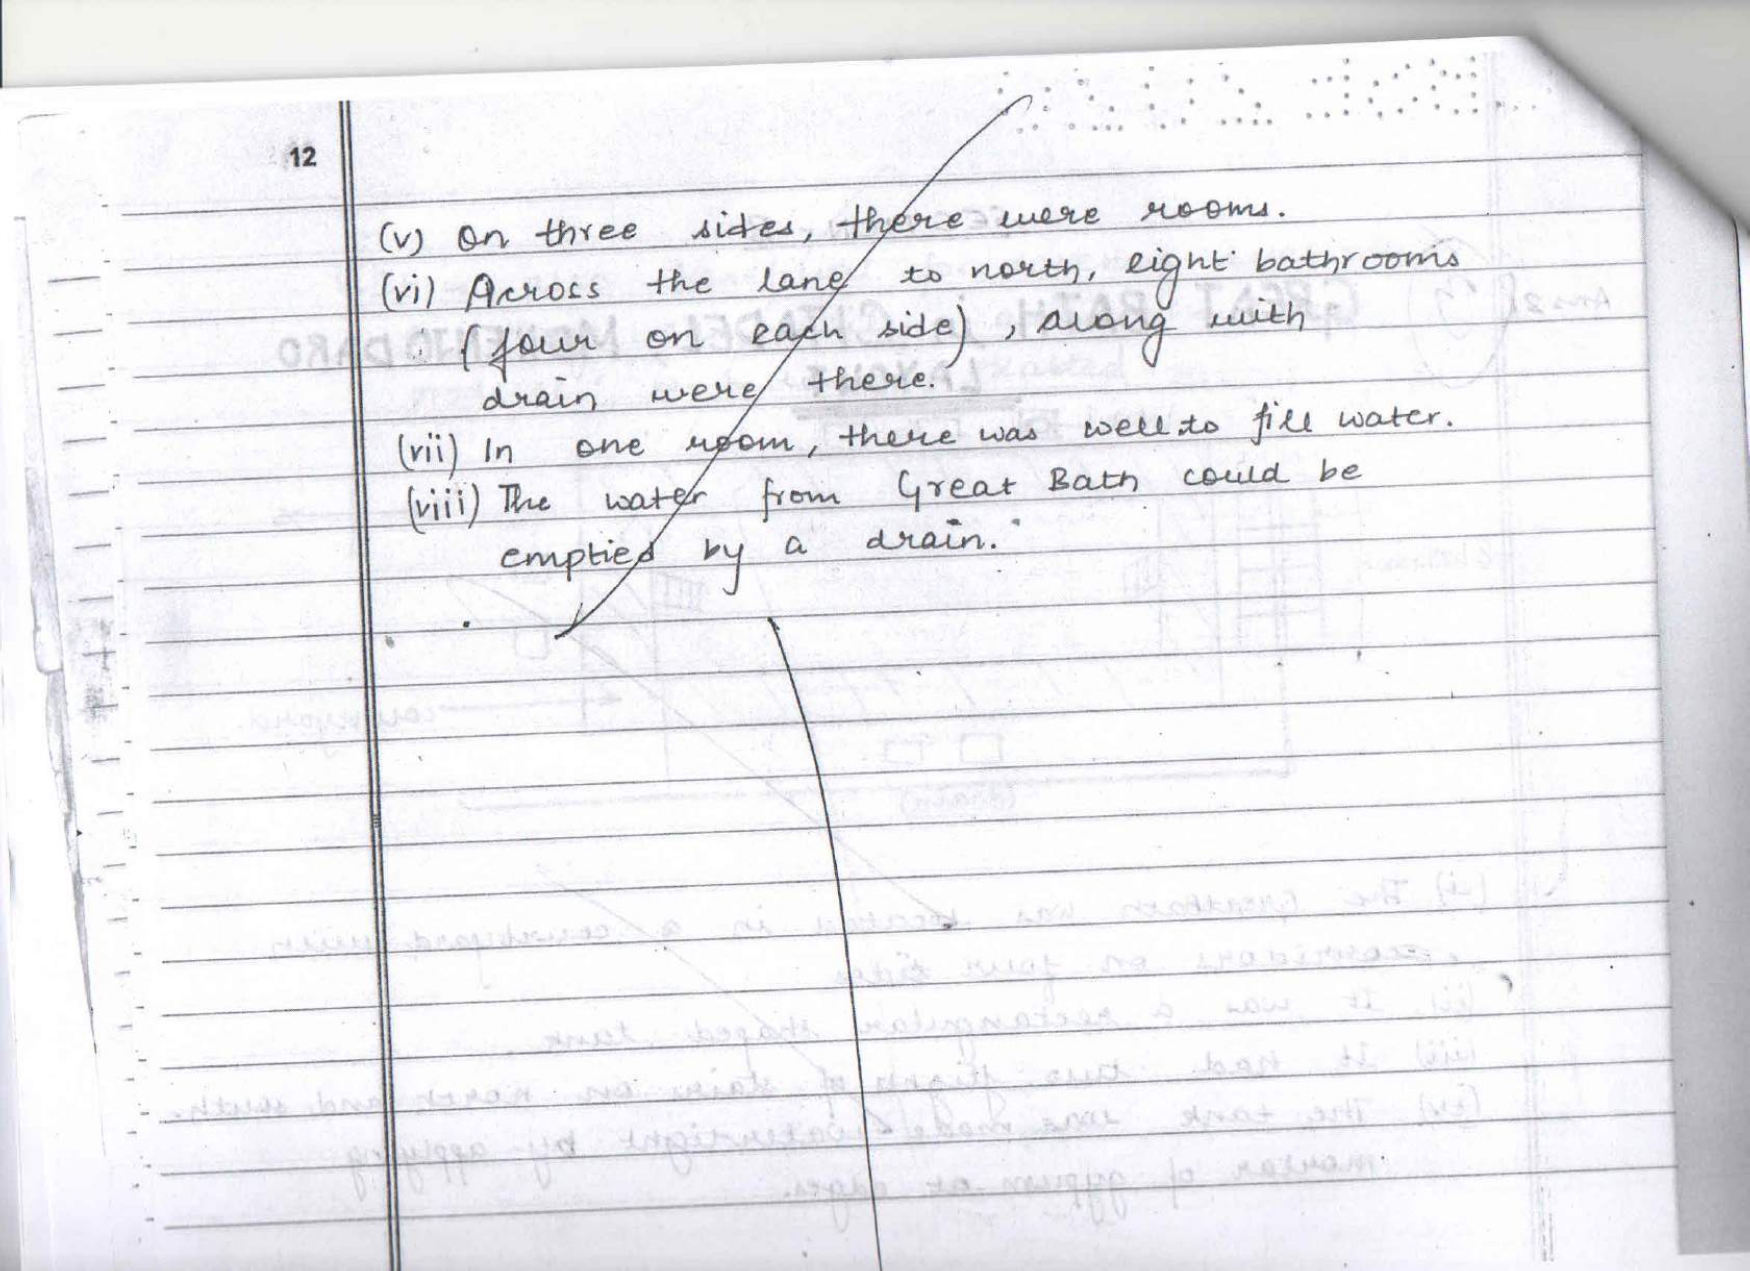 12
(v) On three sides, there were rooms.
(vi) Across the lane to north, eight bathrooms
(four on each side), along with
drain were there.
(vii) In one room, there was well to fill water.
(viii) The water from Great Bath could be
emptied by a drain.